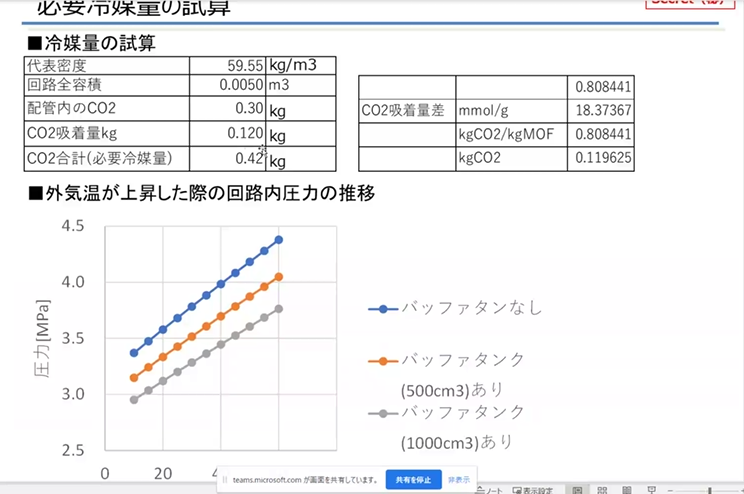 必要冷媒量の試算
Secret (秘)
■冷媒量の試算
代表密度 59.55 kg/m3
回路全容積 0.0050 m3
配管内のCO2 0.30 kg
CO2吸着量kg 0.120 kg
CO2合計(必要冷媒量) 0.42 kg
0.808441
CO2吸着量差 mmol/g 18.37367
kgCO2/kgMOF 0.808441
kgCO2 0.119625
■外気温が上昇した際の回路内圧力の推移
4.5
4.0
3.5
3.0
2.5
圧力[MPa]
0 20
バッファタンなし
バッファタンク
(500cm3)あり
バッファタンク
(1000cm3)あり
teams.microsoft.com が画面を共有しています。 共有を停止 非表示
ノート 表示設定